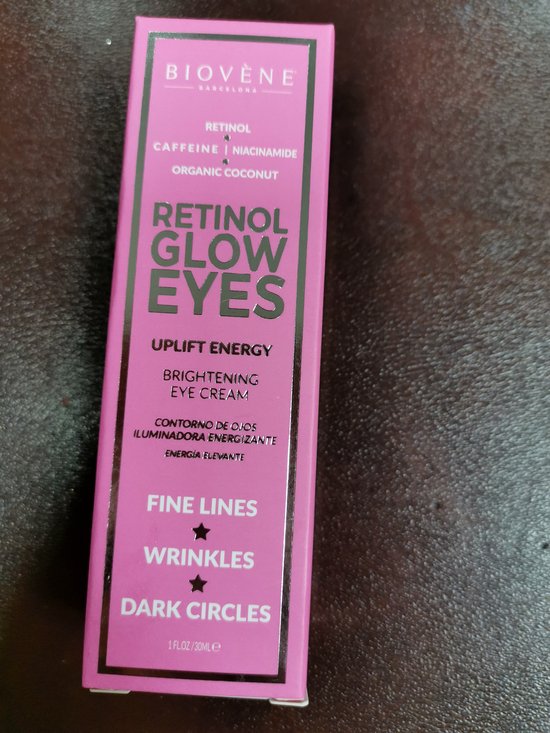 BIOVÈNE
BARCELONA
RETINOL
CAFFEINE | NIACINAMIDE
ORGANIC COCONUT
RETINOL
GLOW
EYES
UPLIFT ENERGY
BRIGHTENING
EYE CREAM
CONTORNO DE OJOS
ILUMINADORA ENERGIZANTE
ENERGÍA ELEVANTE
FINE LINES
WRINKLES
DARK CIRCLES
1 FL.OZ/30ML℮